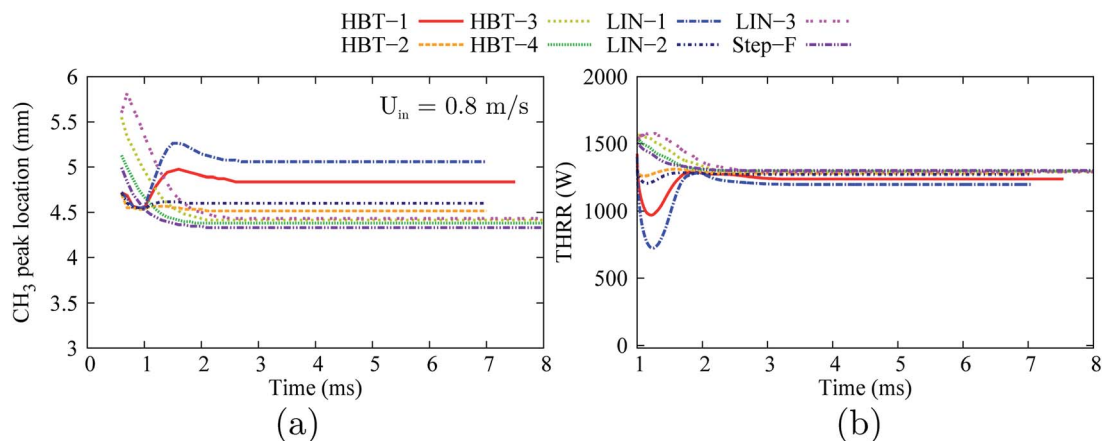 HBT−1 HBT−3 LIN−1 LIN−3
HBT−2 HBT−4 LIN−2 Step−F
6
5.5
5
4.5
4
3.5
3
CH₃ peak location (mm)
Uᵢₙ = 0.8 m/s
0 1 2 3 4 5 6 7 8
Time (ms)
(a)
2000
1500
1000
500
0
THRR (W)
1 2 3 4 5 6 7 8
Time (ms)
(b)